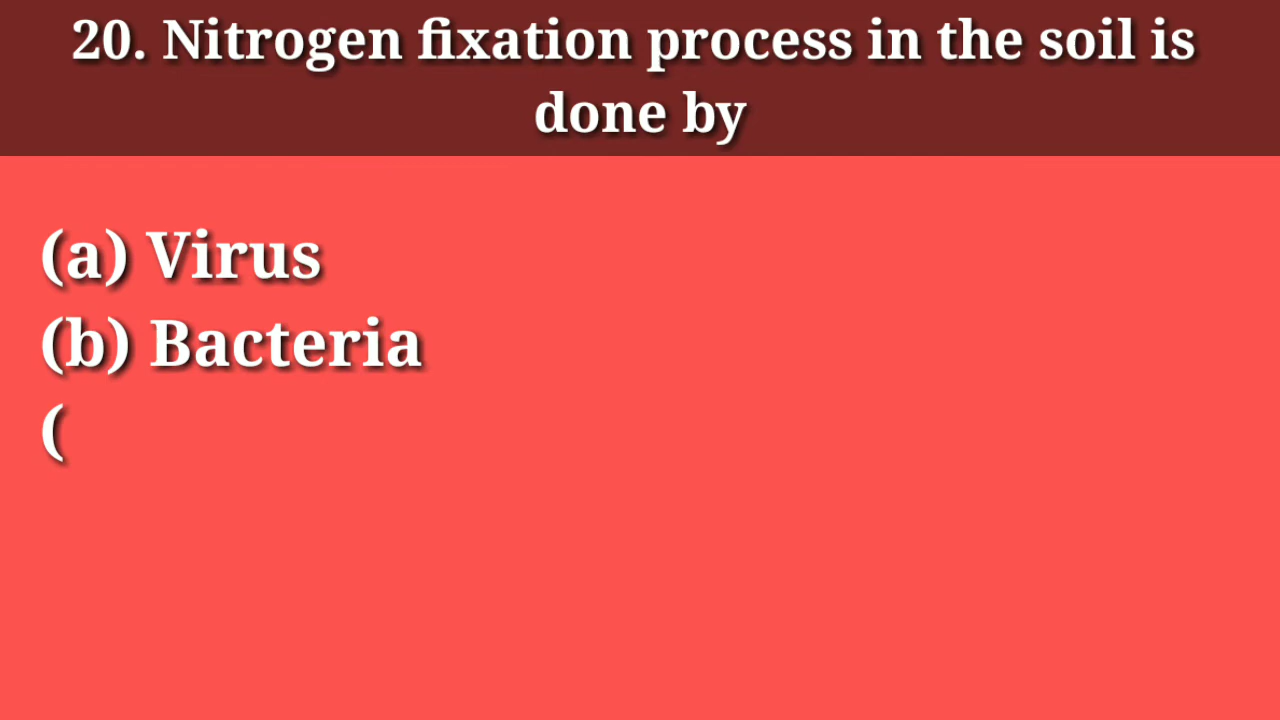 20. Nitrogen fixation process in the soil is
done by
(a) Virus
(b) Bacteria
(